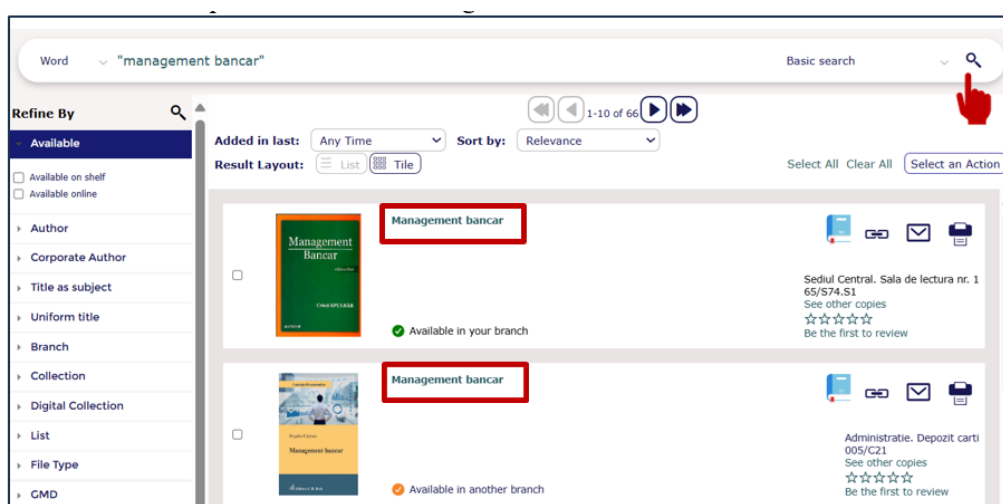 Word "management bancar" Basic search
Refine By
Available
Available on shelf
Available online
Author
Corporate Author
Title as subject
Uniform title
Branch
Collection
Digital Collection
List
File Type
GMD
1-10 of 66
Added in last: Any Time Sort by: Relevance
Result Layout: List Tile
Select All Clear All Select an Action
Management
Bancar
Management bancar
Available in your branch
Sediul Central. Sala de lectura nr. 1
65/S74.S1
See other copies
Be the first to review
Management bancar
Management bancar
Available in another branch
Administratie. Depozit carti
005/C21
See other copies
Be the first to review